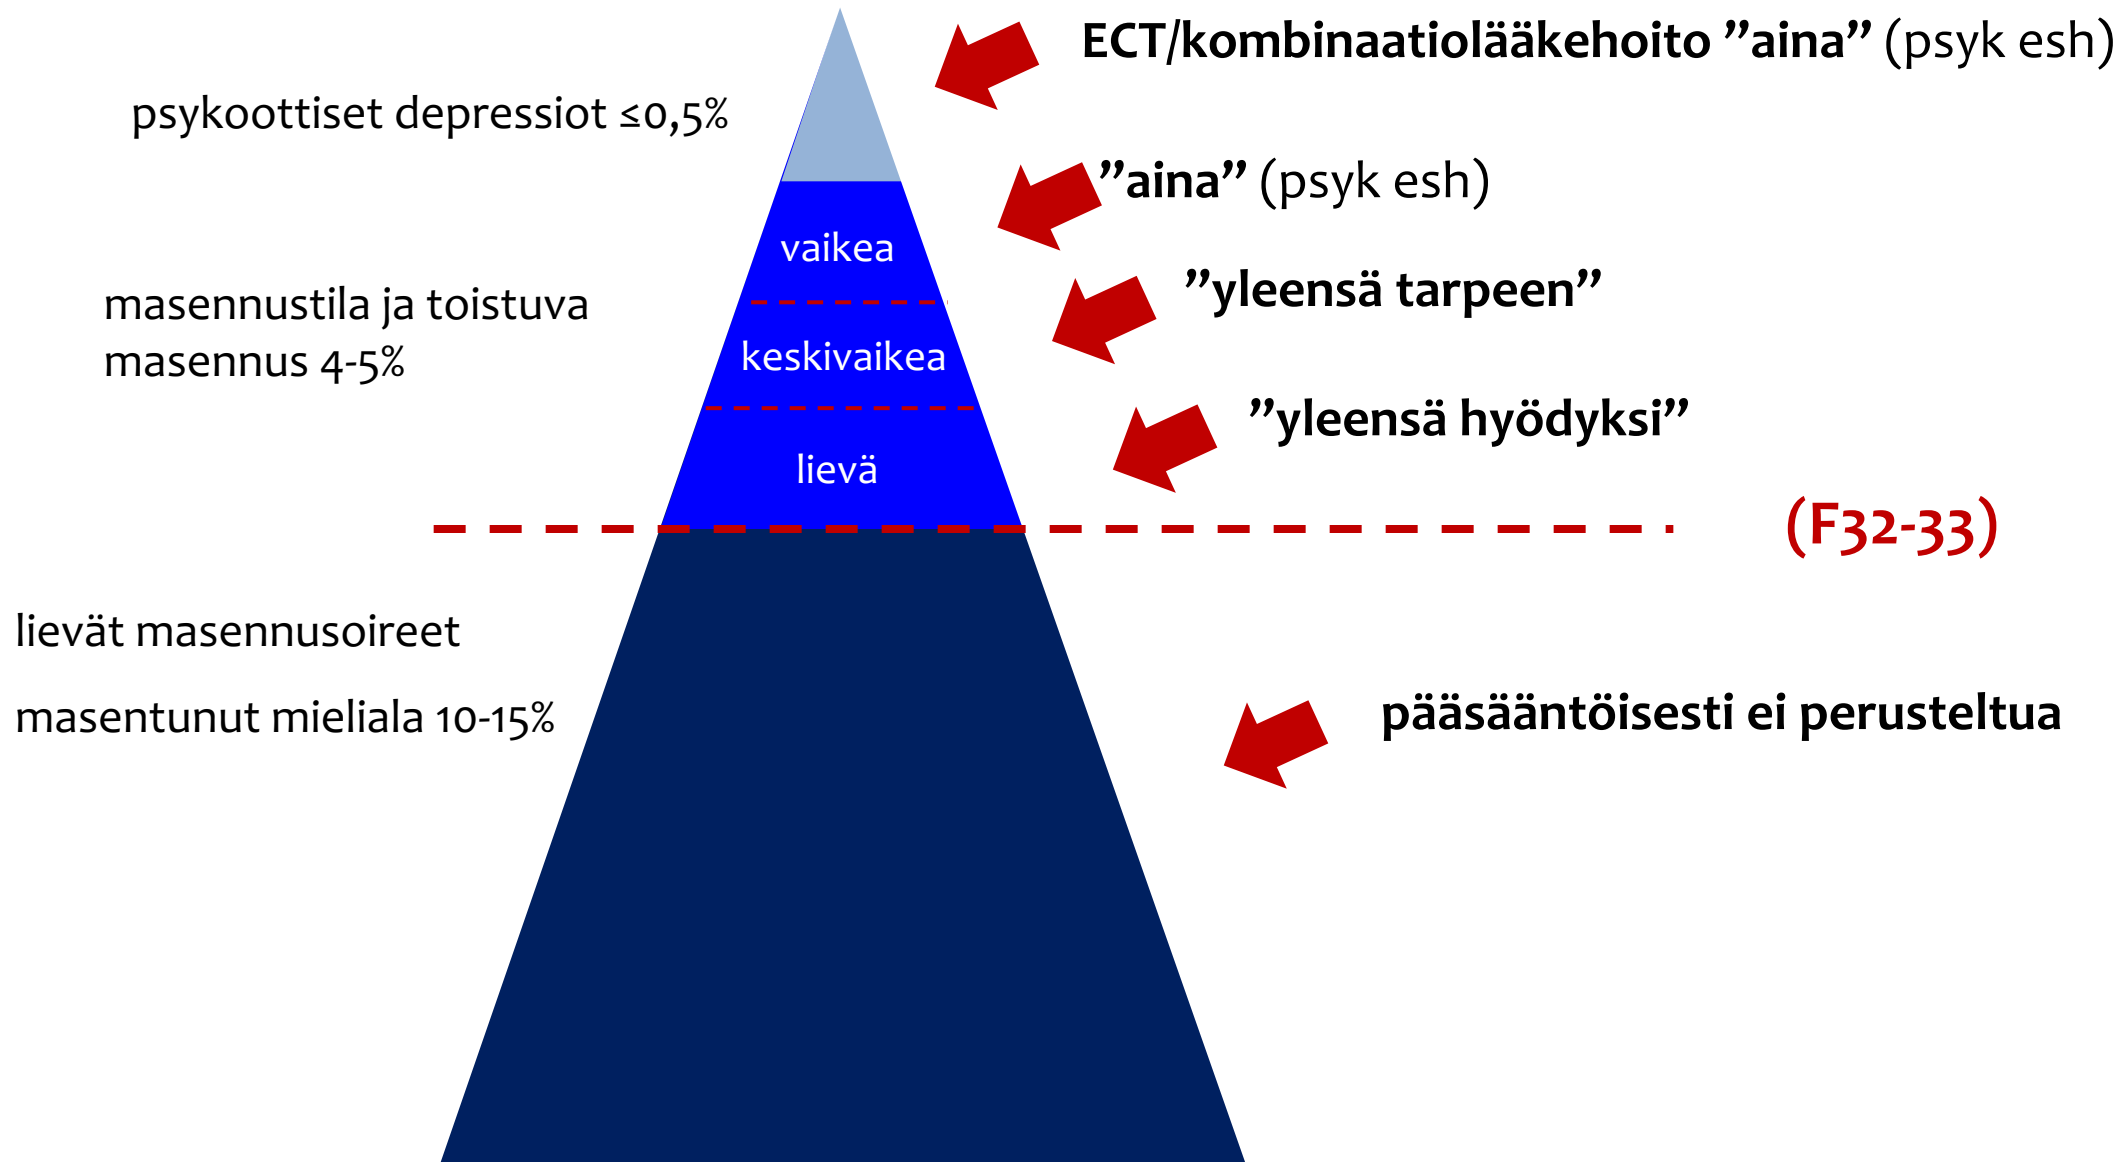 ECT/kombinaatiolääkehoito ”aina” (psyk esh)
psykoottiset depressiot ≤0,5%
”aina” (psyk esh)
vaikea
”yleensä tarpeen”
masennustila ja toistuva
masennus 4-5%
keskivaikea
”yleensä hyödyksi”
lievä
(F32-33)
lievät masennusoireet
masentunut mieliala 10-15%
pääsääntöisesti ei perusteltua